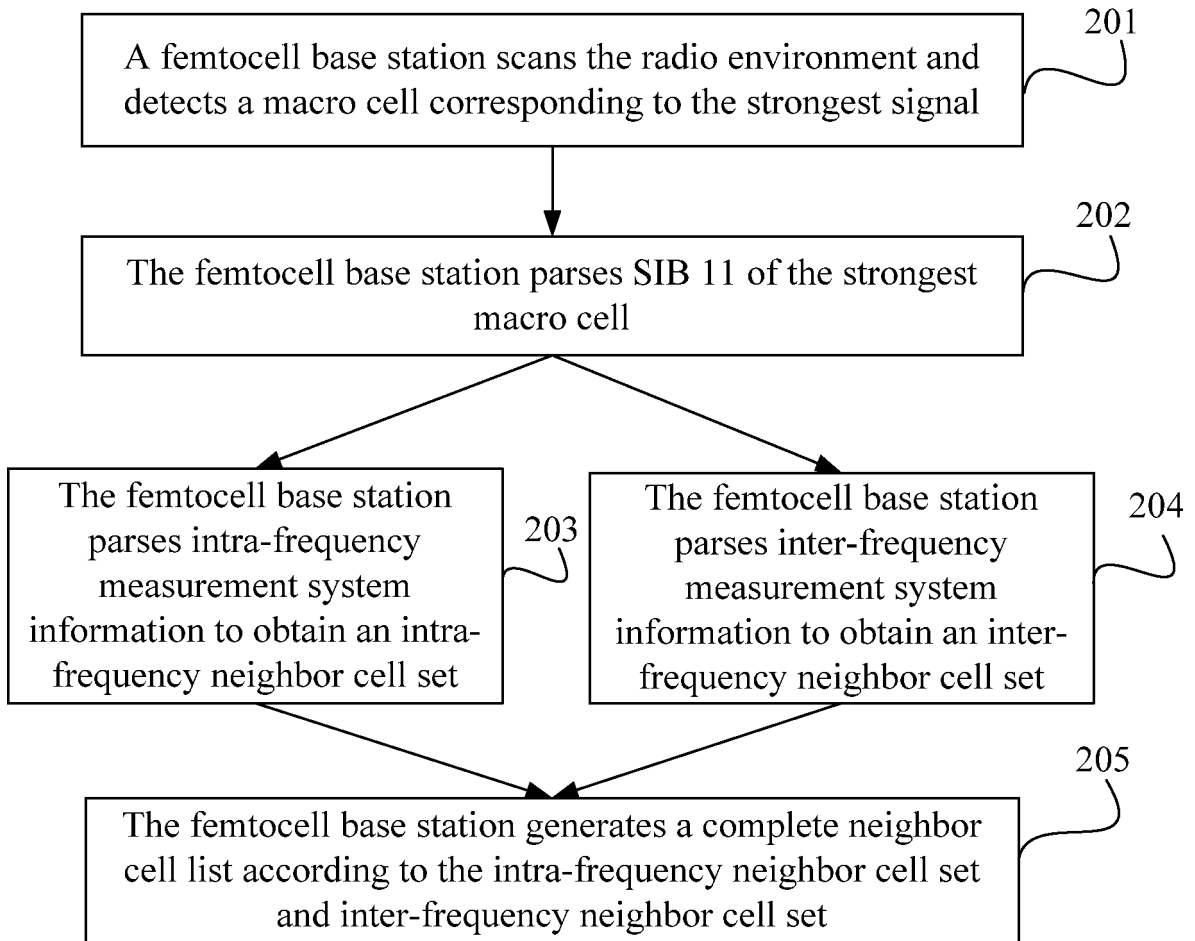 201
A femtocell base station scans the radio environment and
detects a macro cell corresponding to the strongest signal
202
The femtocell base station parses SIB 11 of the strongest
macro cell
The femtocell base station
parses intra-frequency
measurement system
information to obtain an intra-
frequency neighbor cell set
203
The femtocell base station
parses inter-frequency
measurement system
information to obtain an inter-
frequency neighbor cell set
204
205
The femtocell base station generates a complete neighbor
cell list according to the intra-frequency neighbor cell set
and inter-frequency neighbor cell set